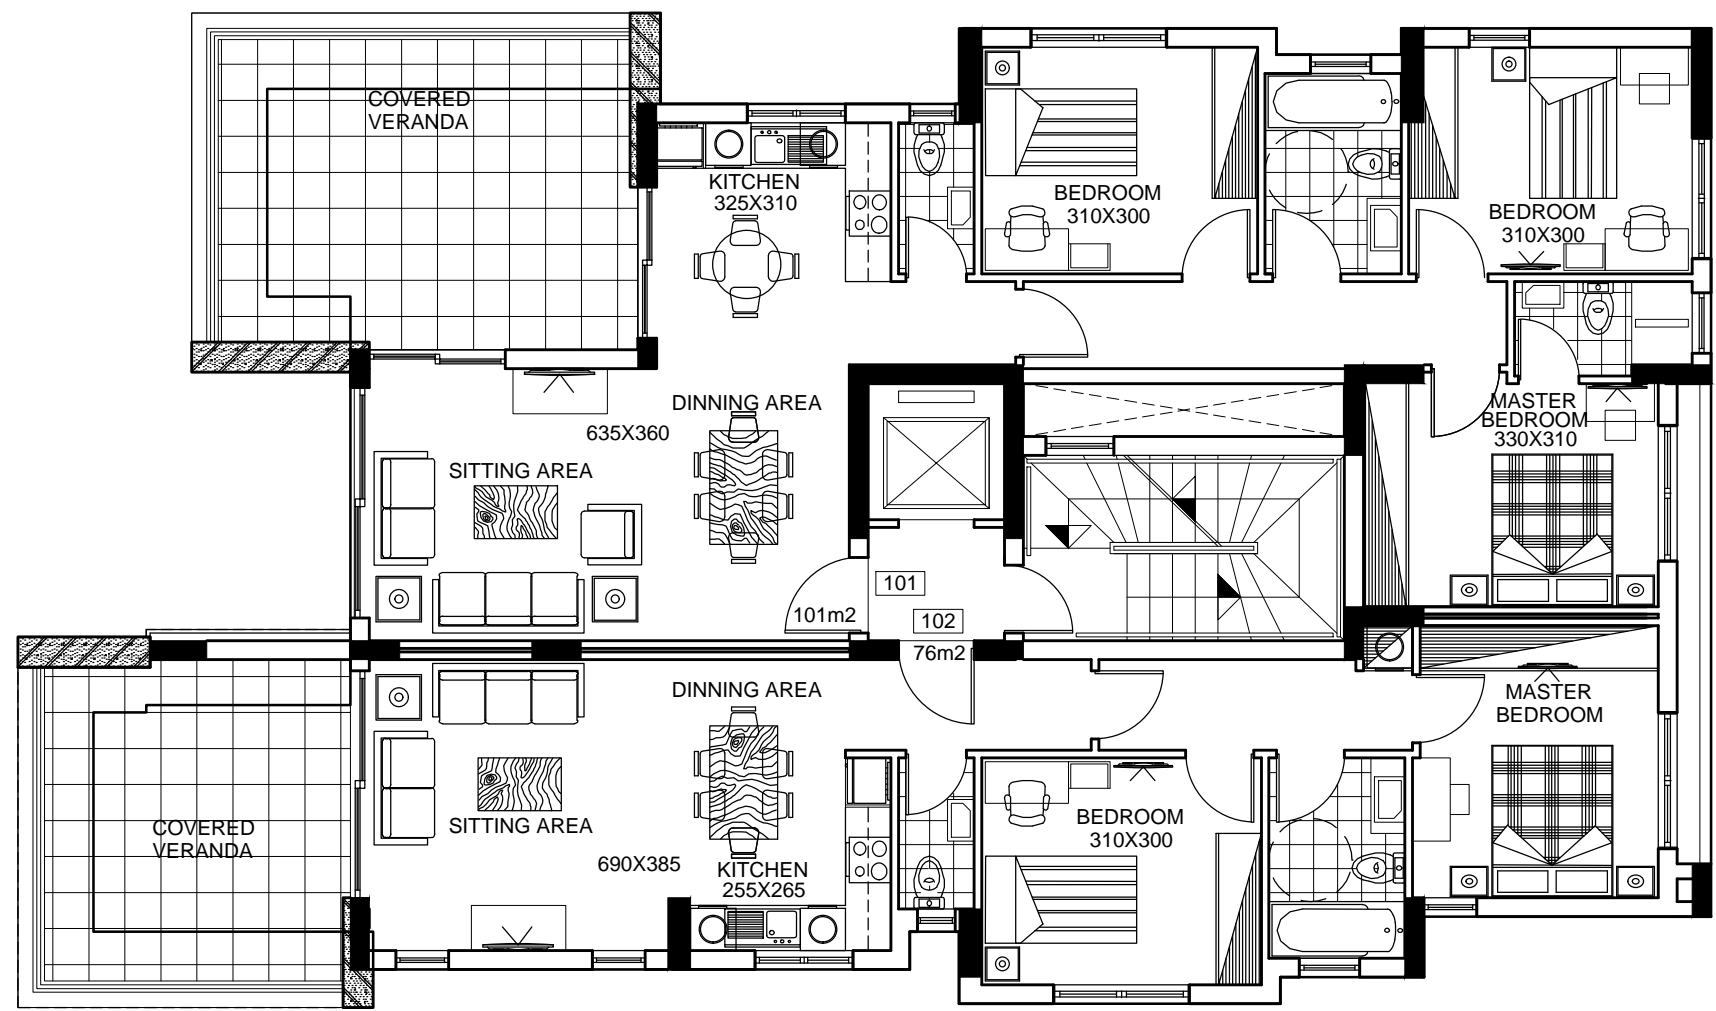 COVERED
VERANDA
KITCHEN
325X310
BEDROOM
310X300
BEDROOM
310X300
DINNING AREA
635X360
SITTING AREA
MASTER
BEDROOM
330X310
101
101m2
102
76m2
DINNING AREA
MASTER
BEDROOM
SITTING AREA
COVERED
VERANDA
690X385
KITCHEN
255X265
BEDROOM
310X300